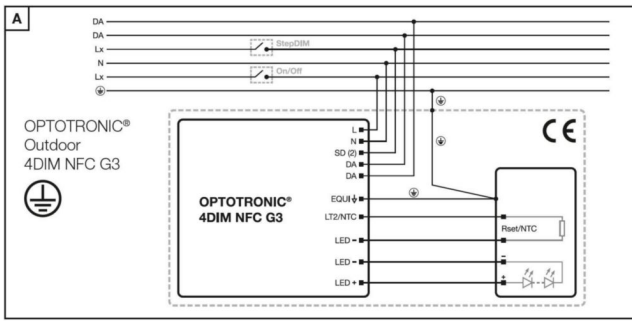 A
DA
DA
Lx
StepDIM
N
Lx
On/Off
OPTOTRONIC®
Outdoor
4DIM NFC G3
CE
L
N
SD (2)
DA
DA
OPTOTRONIC®
4DIM NFC G3
EQUI
LT2/NTC
Rset/NTC
LED -
LED -
-
LED +
+